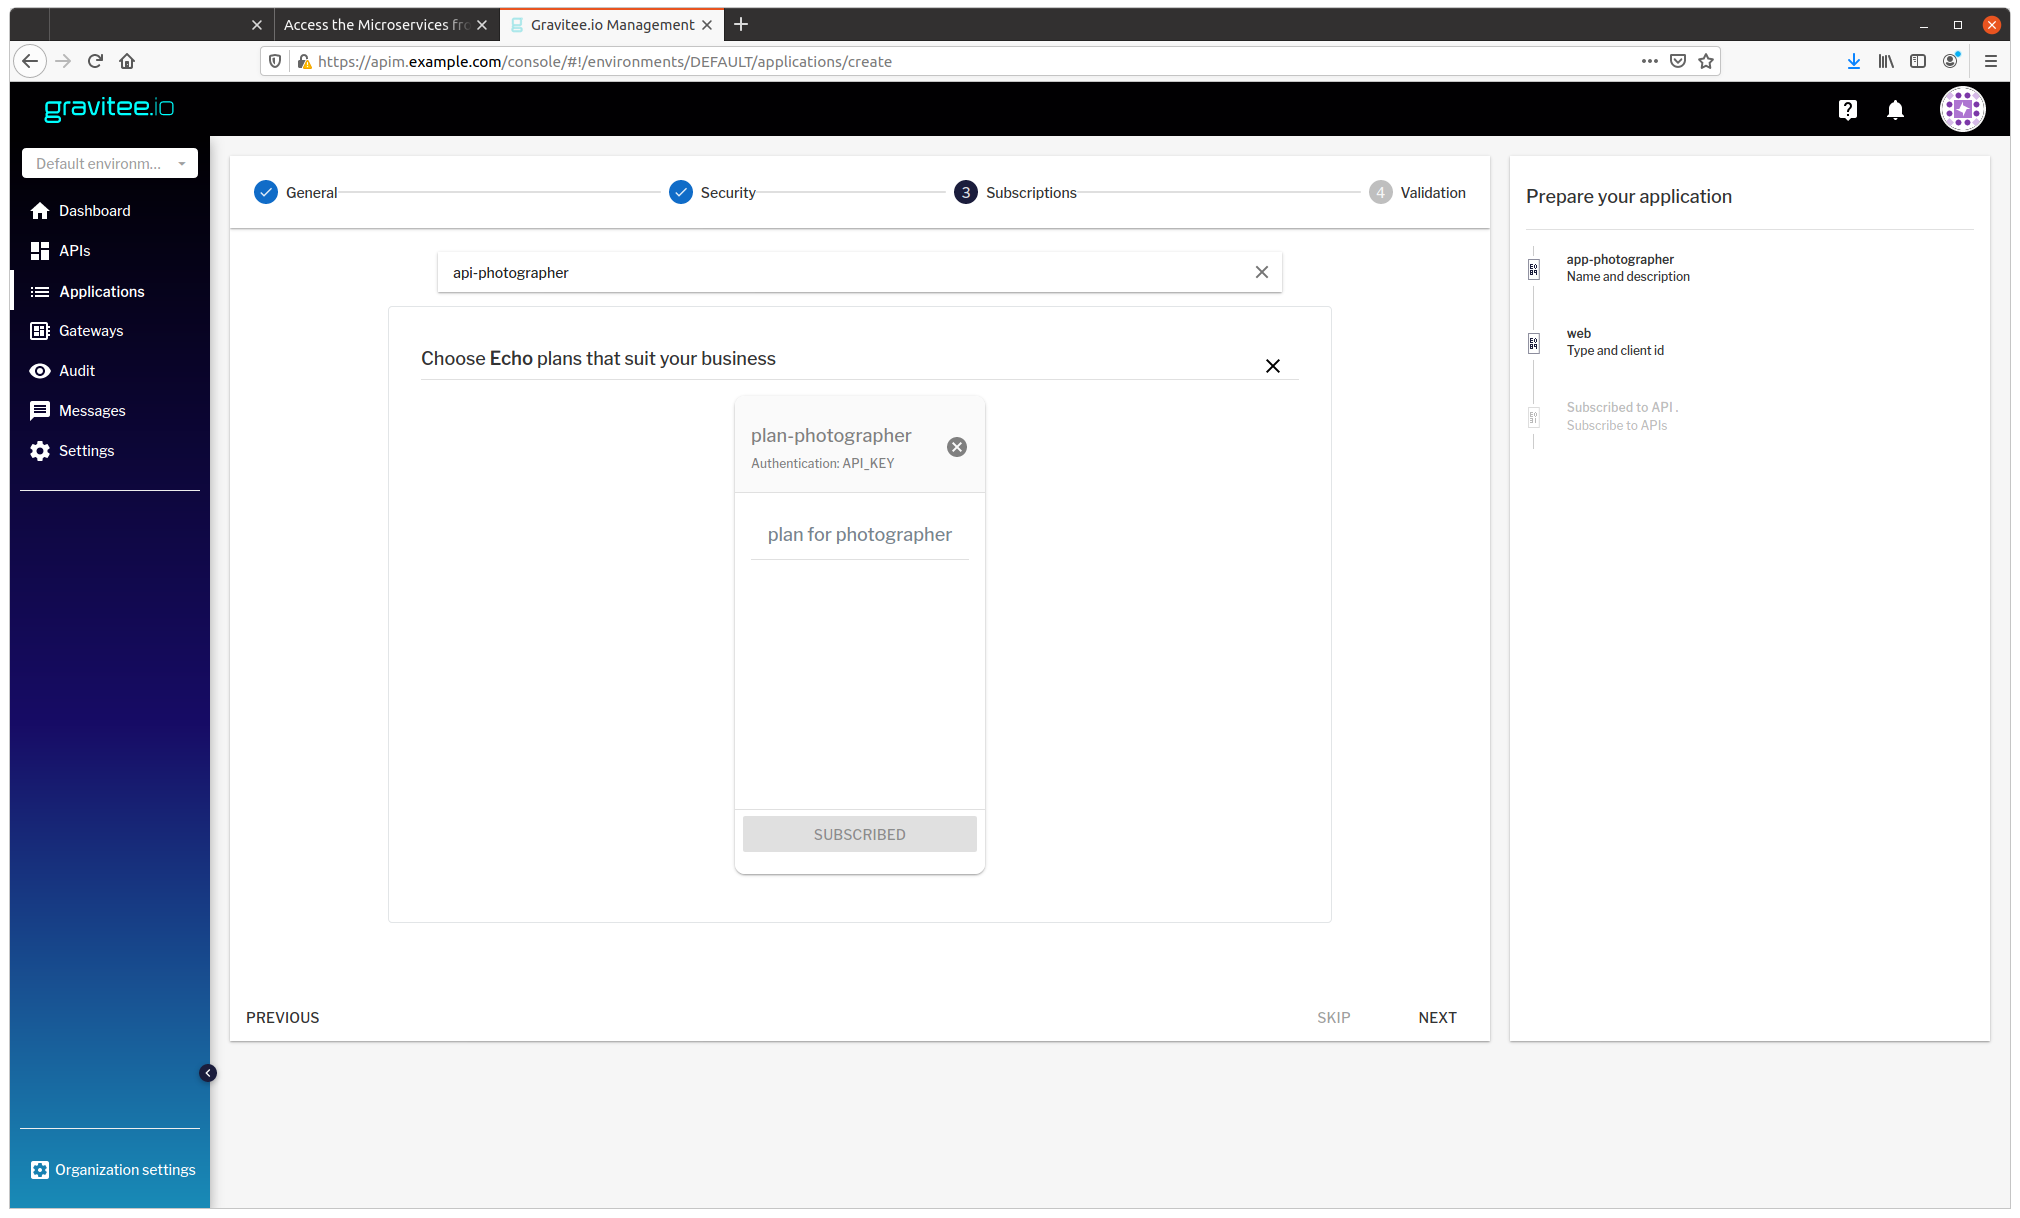 Access the Microservices fro
Gravitee.io Management
https://apim.example.com/console/#!/environments/DEFAULT/applications/create
gravitee.io
Default environm...
Dashboard
APIs
Applications
Gateways
Audit
Messages
Settings
Organization settings
General
Security
3 Subscriptions
4 Validation
api-photographer
Choose Echo plans that suit your business
plan-photographer
Authentication: API_KEY
plan for photographer
SUBSCRIBED
PREVIOUS
SKIP
NEXT
Prepare your application
app-photographer
Name and description
web
Type and client id
Subscribed to API .
Subscribe to APIs